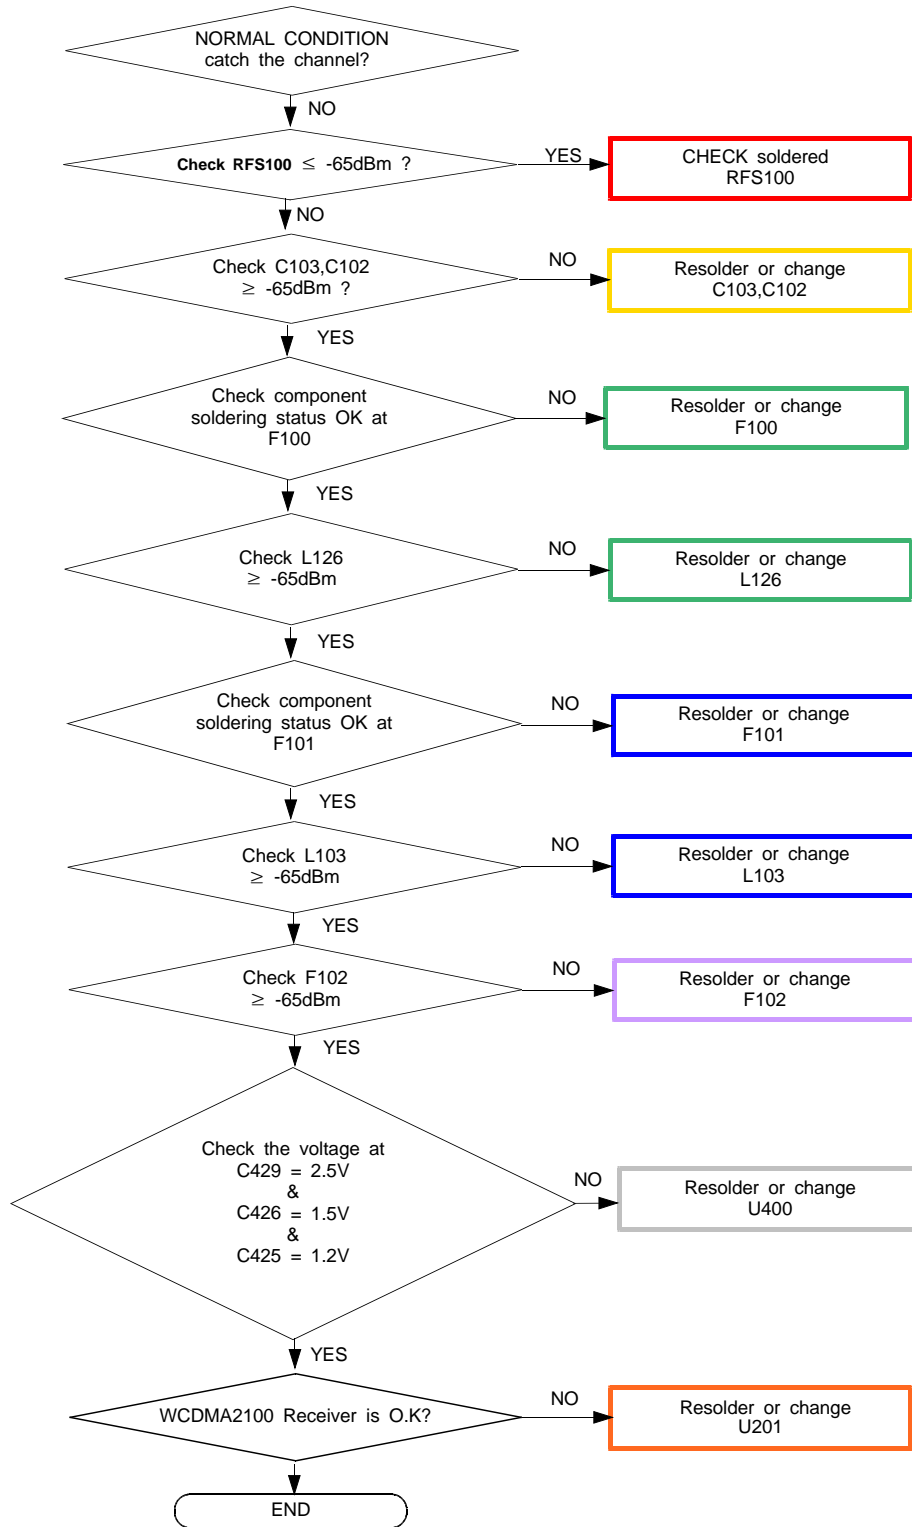 NORMAL CONDITION
catch the channel?
NO
Check RFS100 ≤ -65dBm ?
YES
CHECK soldered
RFS100
NO
Check C103,C102
≥ -65dBm ?
NO
Resolder or change
C103,C102
YES
Check component
soldering status OK at
F100
NO
Resolder or change
F100
YES
Check L126
≥ -65dBm
NO
Resolder or change
L126
YES
Check component
soldering status OK at
F101
NO
Resolder or change
F101
YES
Check L103
≥ -65dBm
NO
Resolder or change
L103
YES
Check F102
≥ -65dBm
NO
Resolder or change
F102
YES
Check the voltage at
C429 = 2.5V
&
C426 = 1.5V
&
C425 = 1.2V
NO
Resolder or change
U400
YES
WCDMA2100 Receiver is O.K?
NO
Resolder or change
U201
END